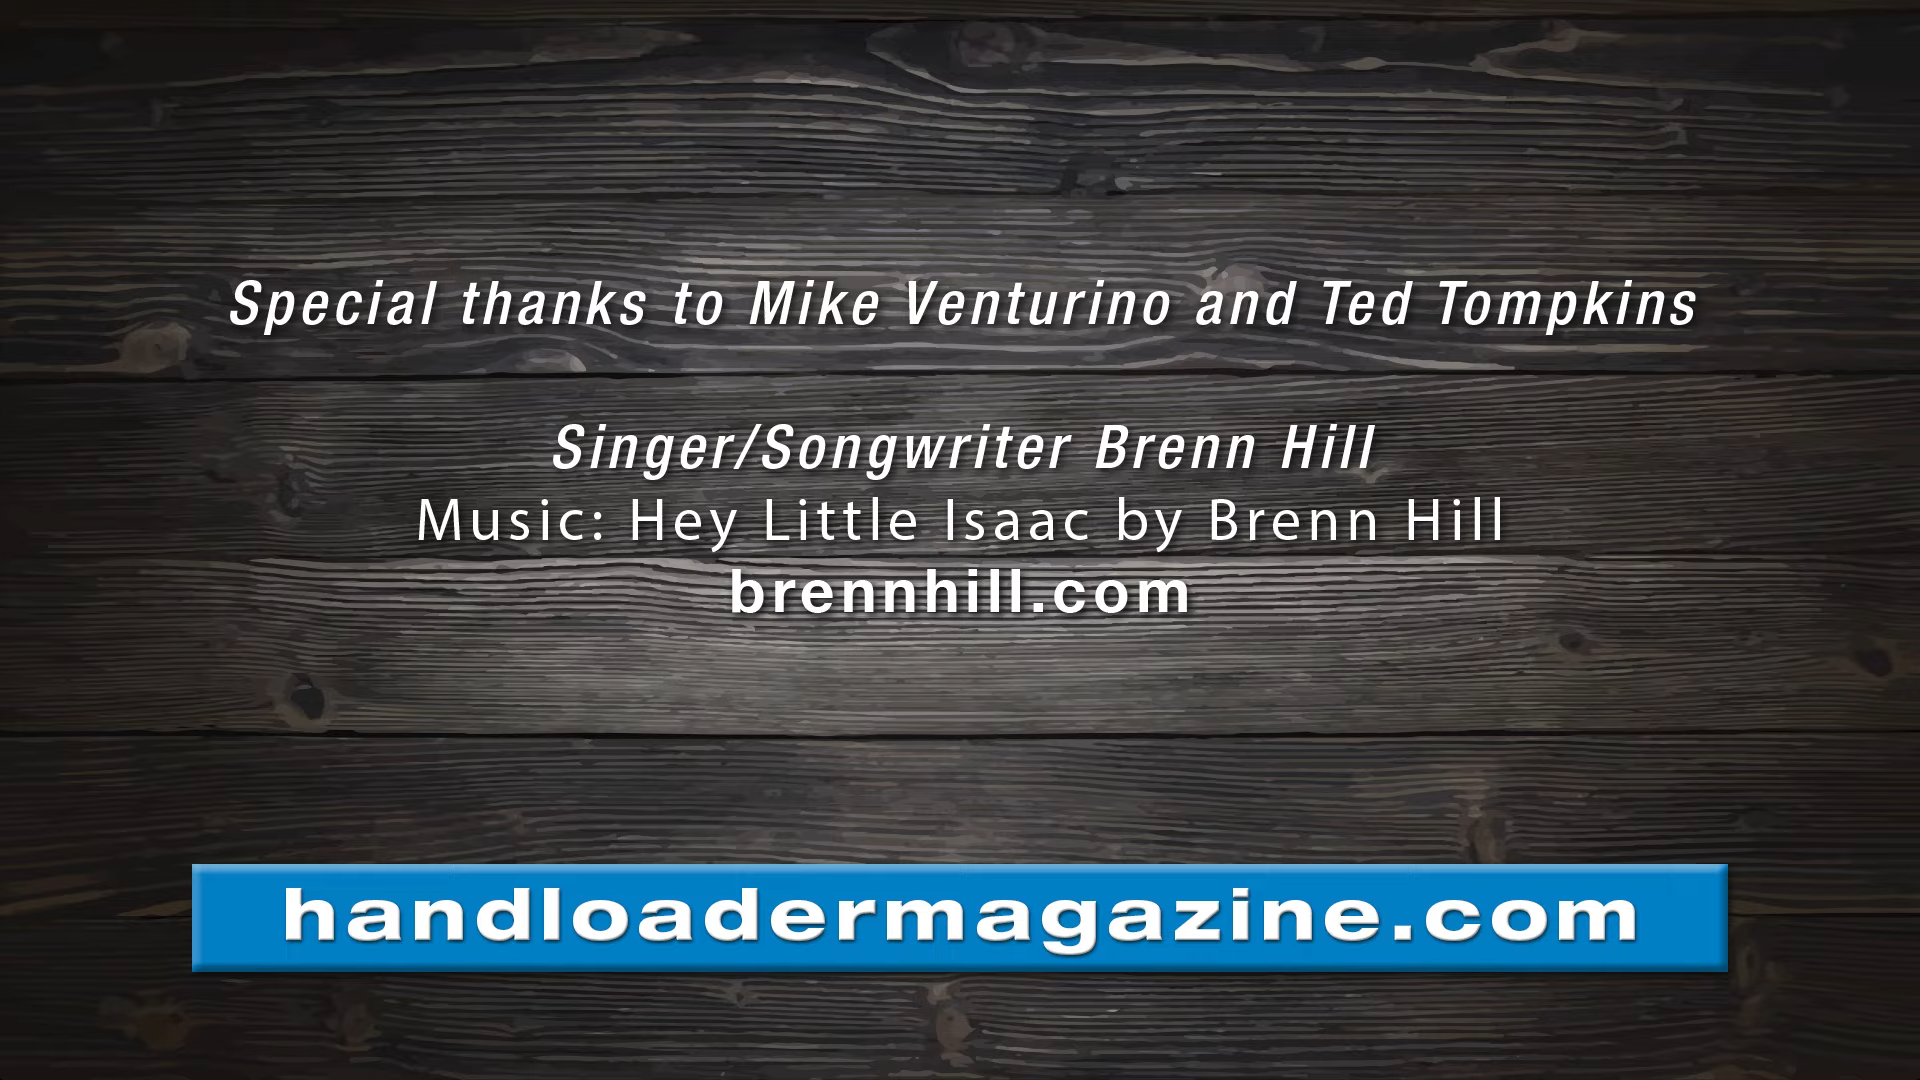 Special thanks to Mike Venturino and Ted Tompkins
Singer/Songwriter Brenn Hill
Music: Hey Little Isaac by Brenn Hill
brennhill.com
handloadermagazine.com